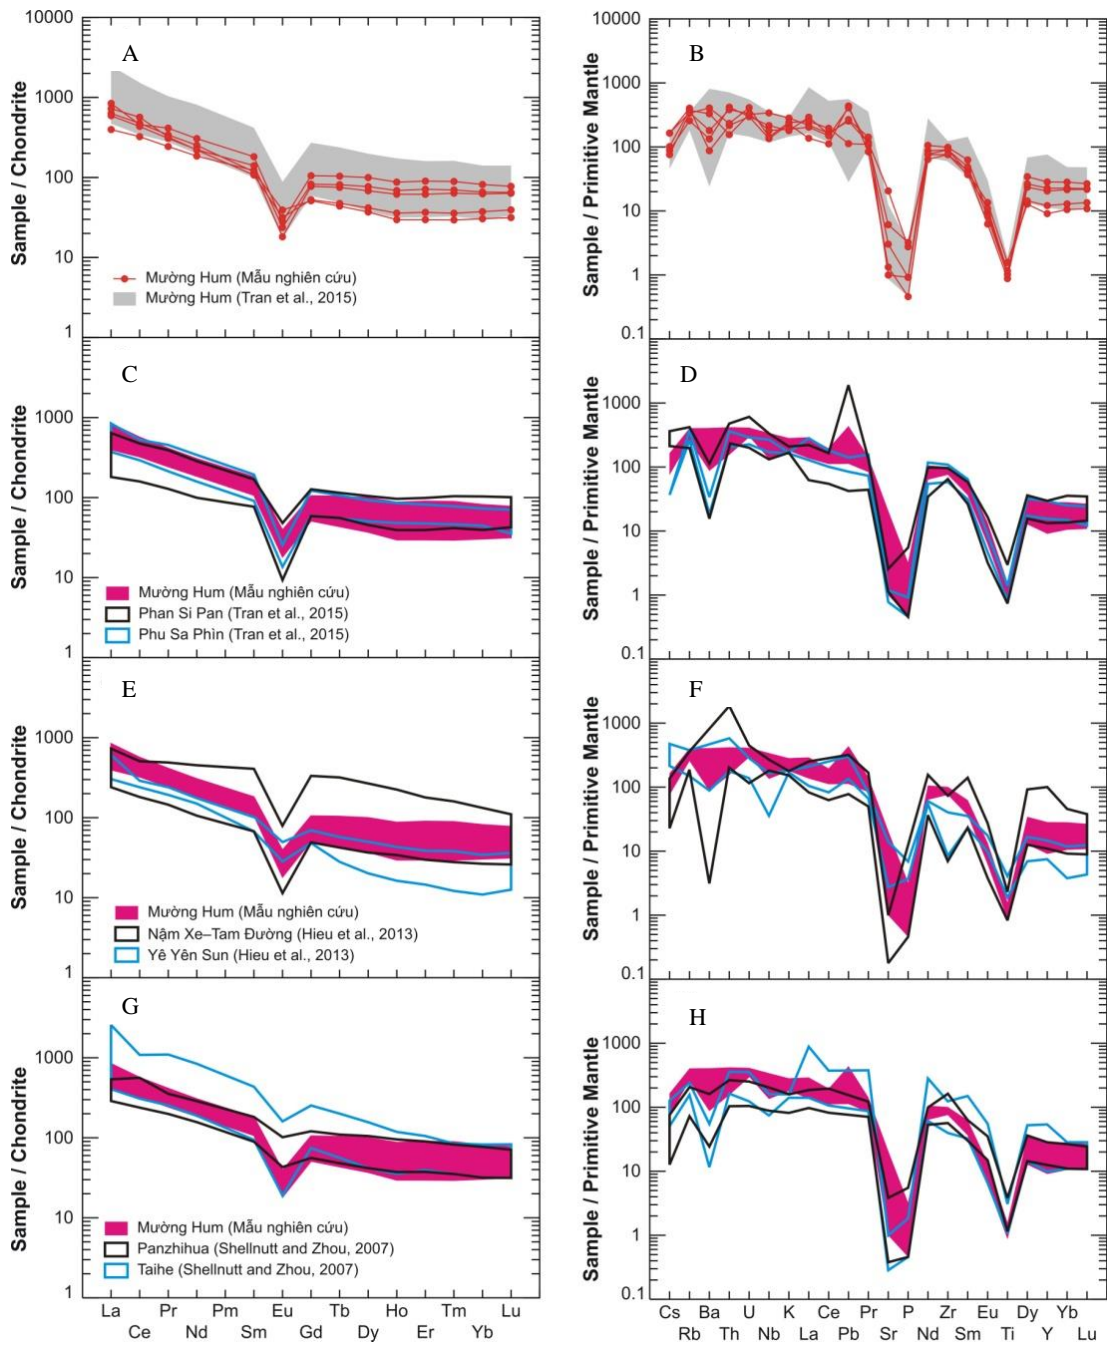 A
Sample / Chondrite
10000
1000
100
10
1
Mường Hum (Mẫu nghiên cứu)
Mường Hum (Tran et al., 2015)
B
Sample / Primitive Mantle
10000
1000
100
10
1
0.1
C
Sample / Chondrite
1000
100
10
1
Mường Hum (Mẫu nghiên cứu)
Phan Si Pan (Tran et al., 2015)
Phu Sa Phìn (Tran et al., 2015)
D
Sample / Primitive Mantle
1000
100
10
1
0.1
E
Sample / Chondrite
1000
100
10
1
Mường Hum (Mẫu nghiên cứu)
Nậm Xe–Tam Đường (Hieu et al., 2013)
Yê Yên Sun (Hieu et al., 2013)
F
Sample / Primitive Mantle
1000
100
10
1
0.1
G
Sample / Chondrite
1000
100
10
1
Mường Hum (Mẫu nghiên cứu)
Panzhihua (Shellnutt and Zhou, 2007)
Taihe (Shellnutt and Zhou, 2007)
La Pr Pm Eu Tb Ho Tm Lu
Ce Nd Sm Gd Dy Er Yb
H
Sample / Primitive Mantle
1000
100
10
1
0.1
Cs Ba U K Ce Pr P Zr Eu Dy Yb
Rb Th Nb La Pb Sr Nd Sm Ti Y Lu